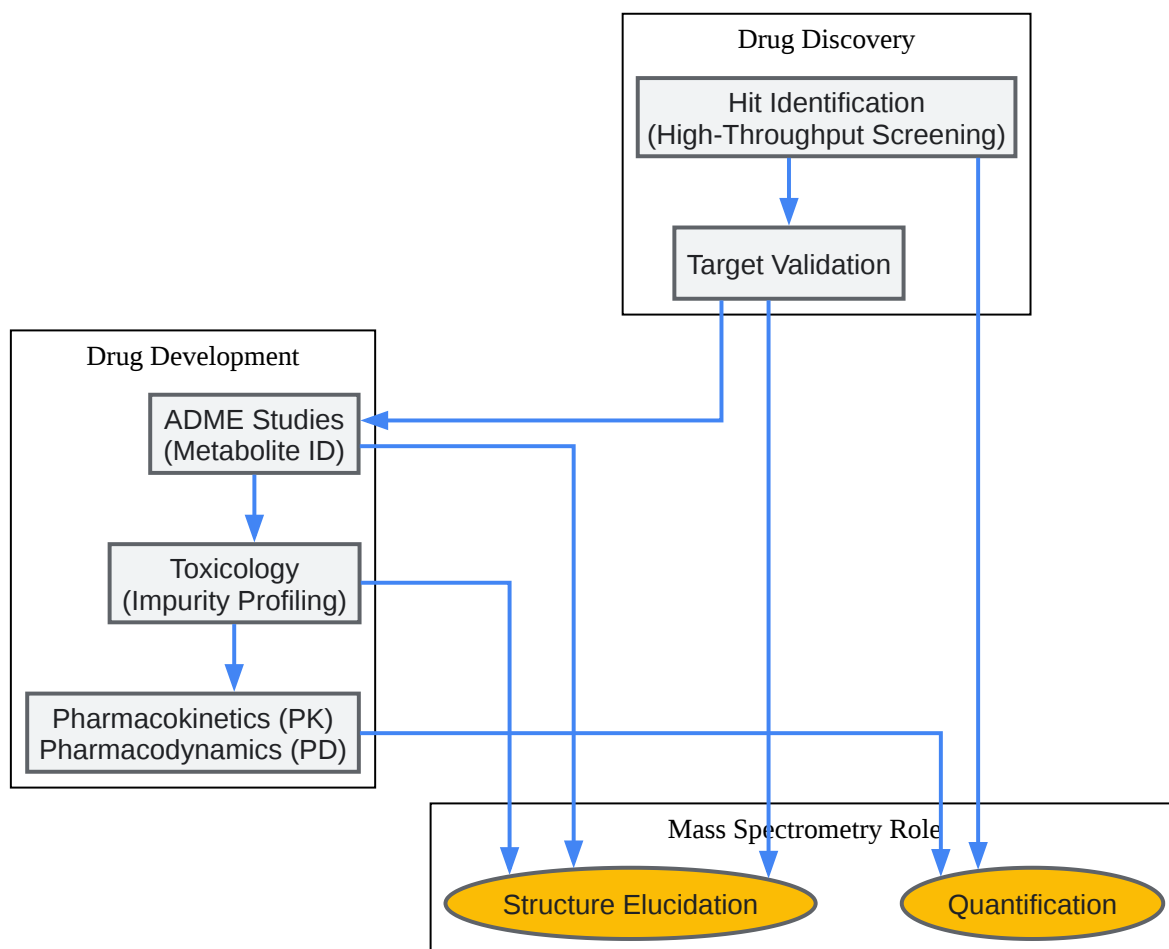 Drug Discovery
Hit Identification
(High-Throughput Screening)
Target Validation
Drug Development
ADME Studies
(Metabolite ID)
Toxicology
(Impurity Profiling)
Pharmacokinetics (PK)
Pharmacodynamics (PD)
Mass Spectrometry Role
Structure Elucidation
Quantification